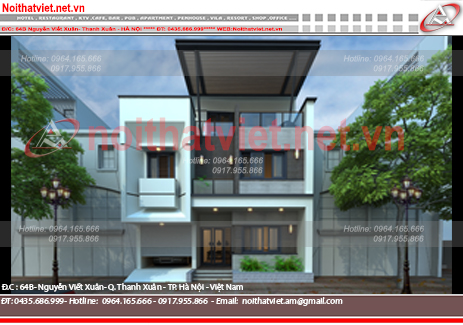 Noithatviet.net.vn
HOTEL, RESTAURANT, KTV, CAFE, BAR, PUB, APARTMENT, PENHOUSE, VILA, RESORT, SHOP, OFFICE ...
Đ/C: 64B Nguyễn Viết Xuân- Thanh Xuân - HÀ NỘI ***** ĐT: 0435.686.999***** WEB:Noithatviet.net.vn
noithatviet.net.vn
Hotline: 0964.165.666
0917.955.866
Hotline: 0964.165.666
0917.955.866
Hotline: 0964.165.666
0917.955.866
Hotline: 0964.165.666
0917.955.866
Hotline: 0964.165.666
0917.955.866
Đ.C : 64B- Nguyễn Viết Xuân- Q. Thanh Xuân - TP. Hà Nội - Việt Nam
ĐT: 0435.686.999- Hotline: 0964.165.666 - 0917.955.866 - Email: noithatviet.am@gmail.com